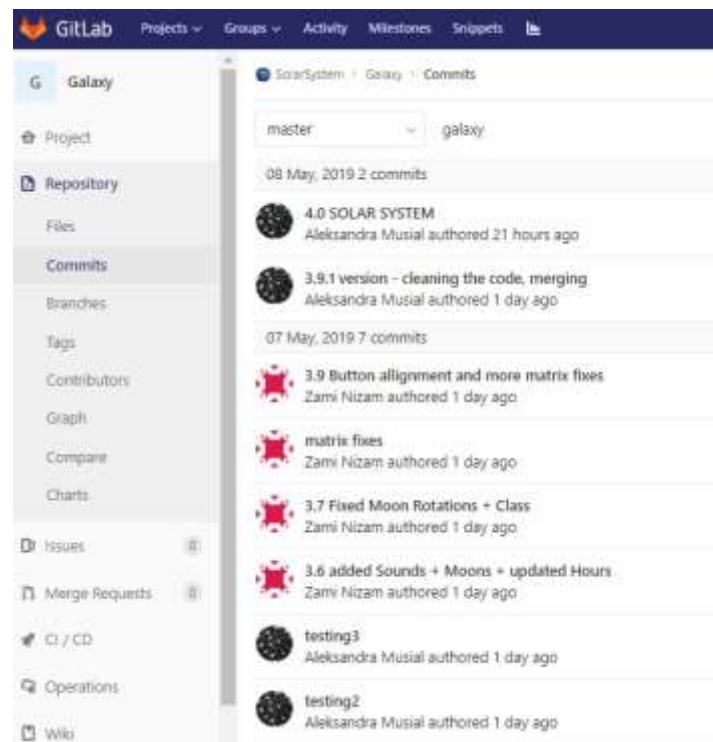 GitLab Projects Groups Activity Milestones Snippets
G Galaxy
Project
Repository
Files
Commits
Branches
Tags
Contributors
Graph
Compare
Charts
Issues 0
Merge Requests 0
CI / CD
Operations
Wiki
SolarSystem > Galaxy > Commits
master galaxy
08 May, 2019 2 commits
4.0 SOLAR SYSTEM
Aleksandra Musial authored 21 hours ago
3.9.1 version - cleaning the code, merging
Aleksandra Musial authored 1 day ago
07 May, 2019 7 commits
3.9 Button allignment and more matrix fixes
Zami Nizam authored 1 day ago
matrix fixes
Zami Nizam authored 1 day ago
3.7 Fixed Moon Rotations + Class
Zami Nizam authored 1 day ago
3.6 added Sounds + Moons + updated Hours
Zami Nizam authored 1 day ago
testing3
Aleksandra Musial authored 1 day ago
testing2
Aleksandra Musial authored 1 day ago